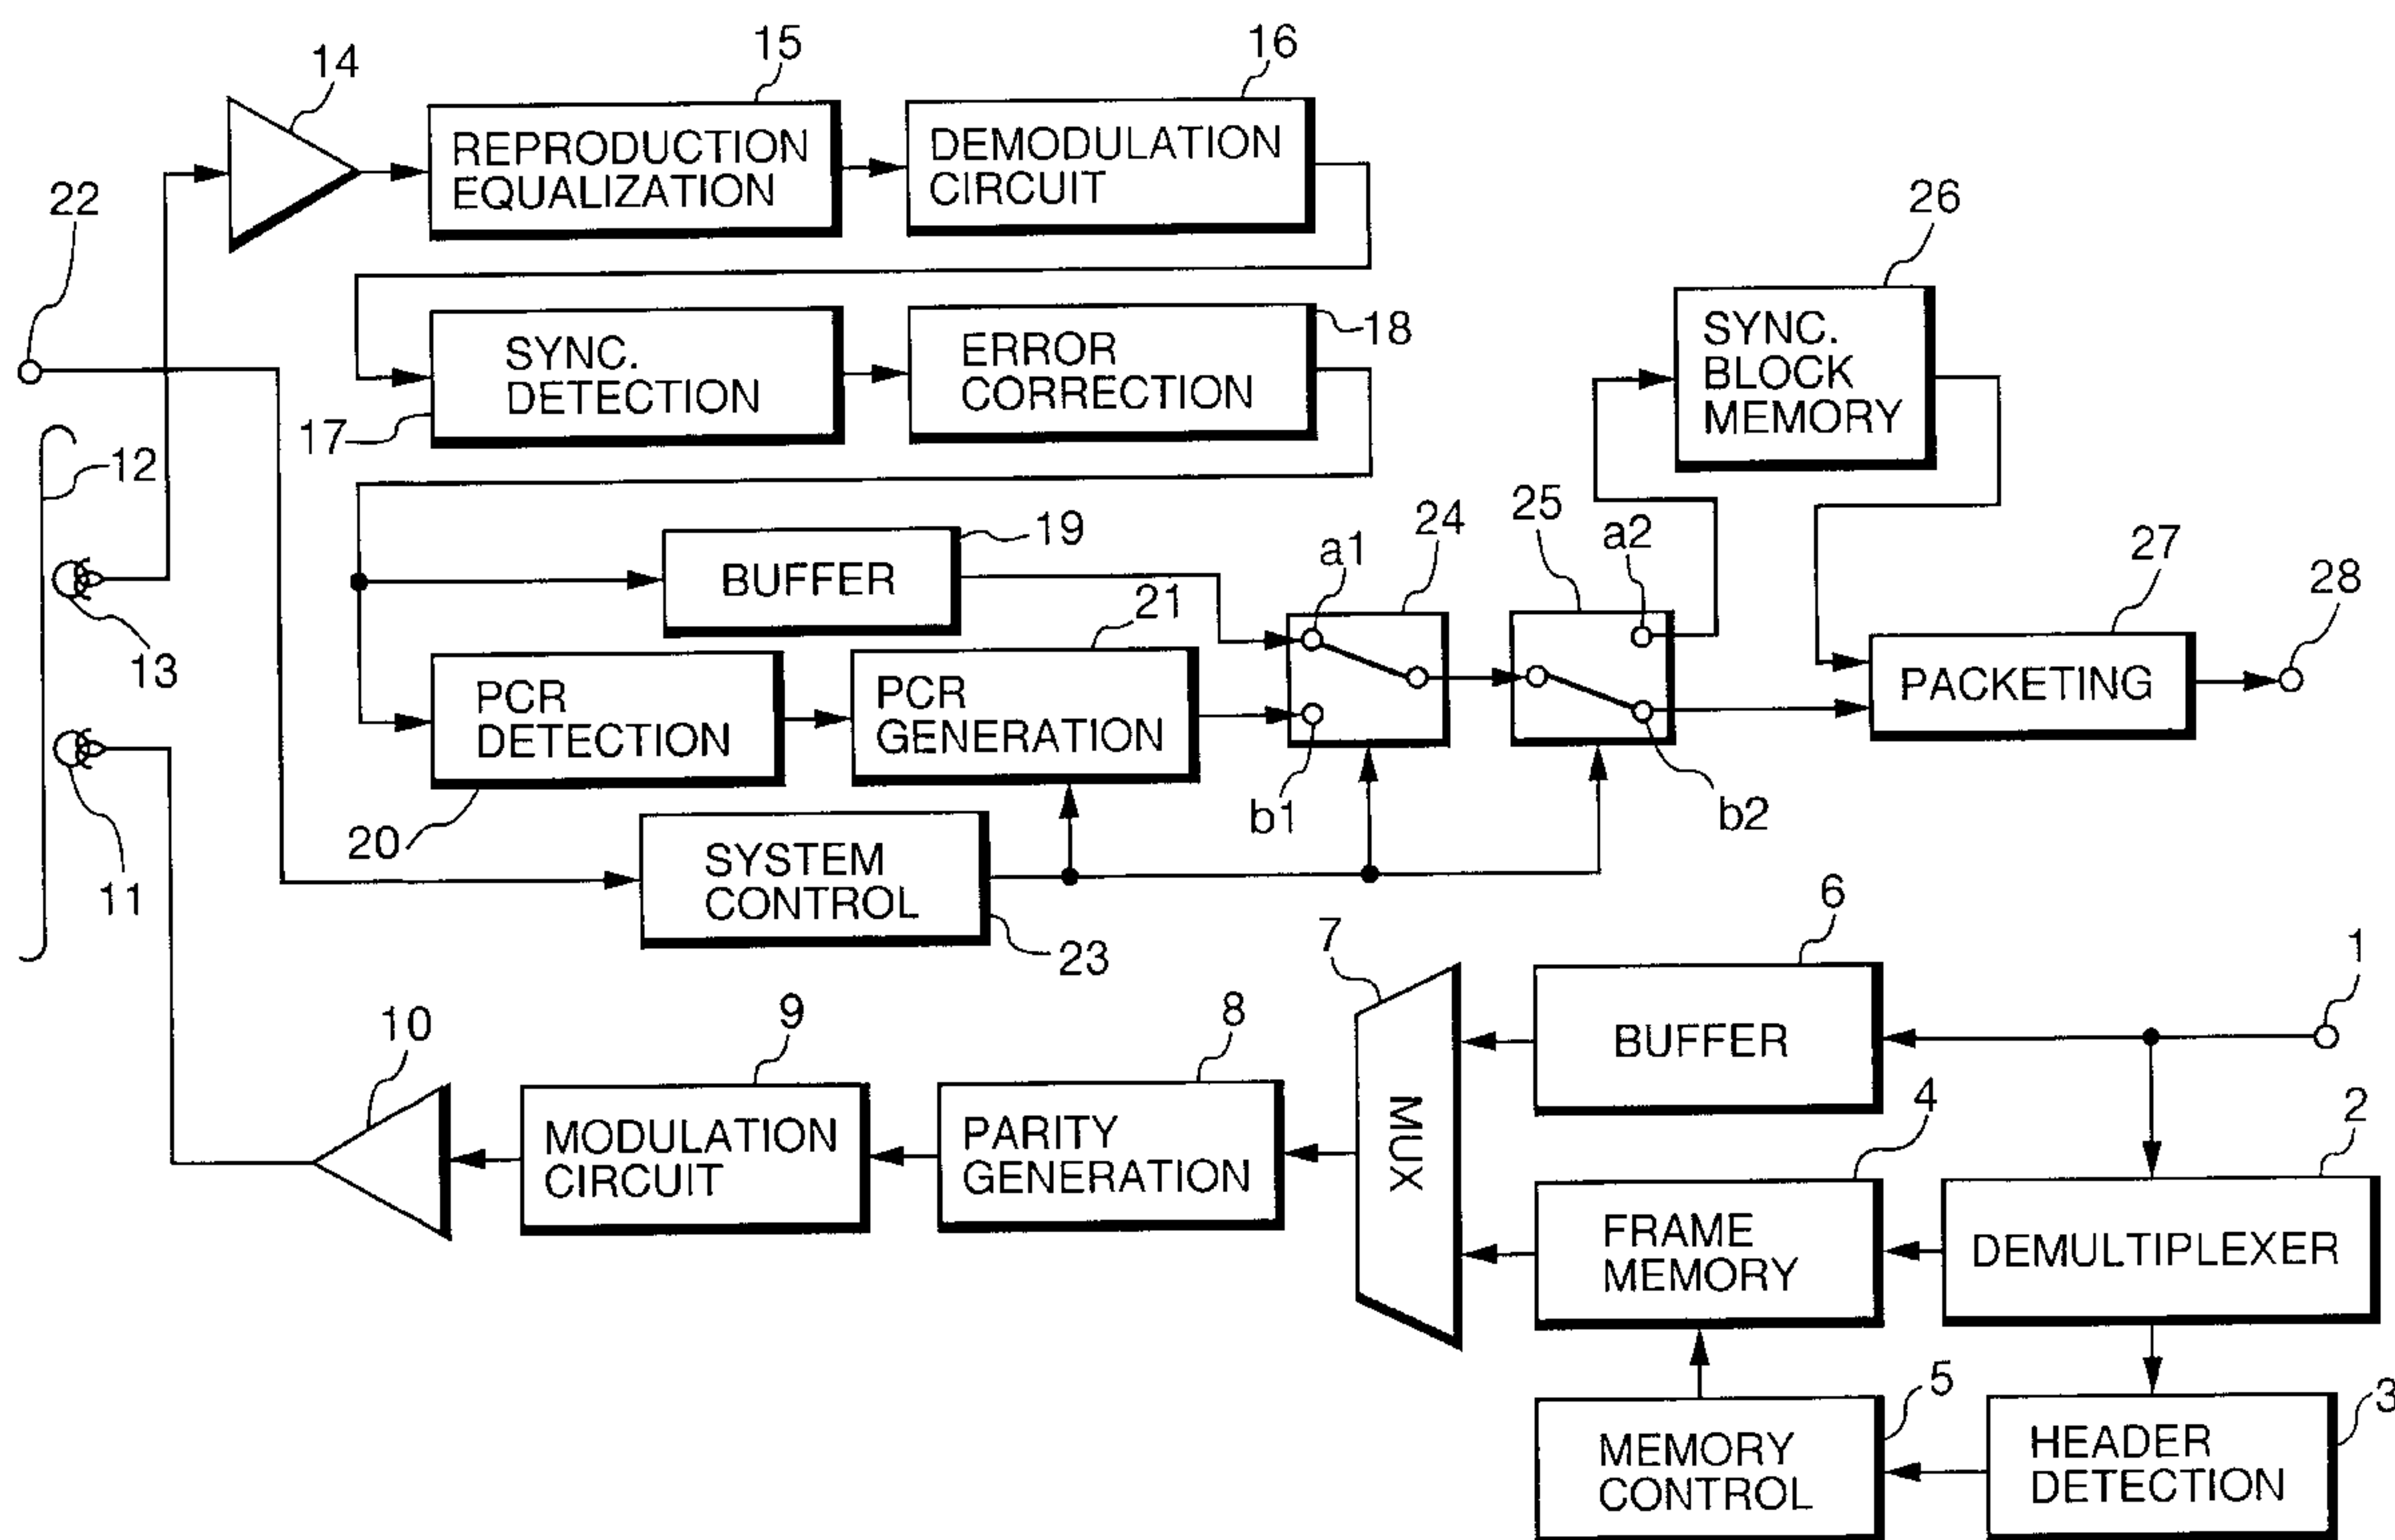 15
16
14
REPRODUCTION
EQUALIZATION
DEMODULATION
CIRCUIT
22
26
SYNC.
DETECTION
17
ERROR
CORRECTION
18
SYNC.
BLOCK
MEMORY
12
BUFFER
19
a1
24
25
a2
27
28
13
PCR
DETECTION
20
PCR
GENERATION
21
PACKETING
b1
b2
11
SYSTEM
CONTROL
23
7
6
1
10
9
8
BUFFER
4
2
MODULATION
CIRCUIT
PARITY
GENERATION
MUX
FRAME
MEMORY
DEMULTIPLEXER
5
3
MEMORY
CONTROL
HEADER
DETECTION